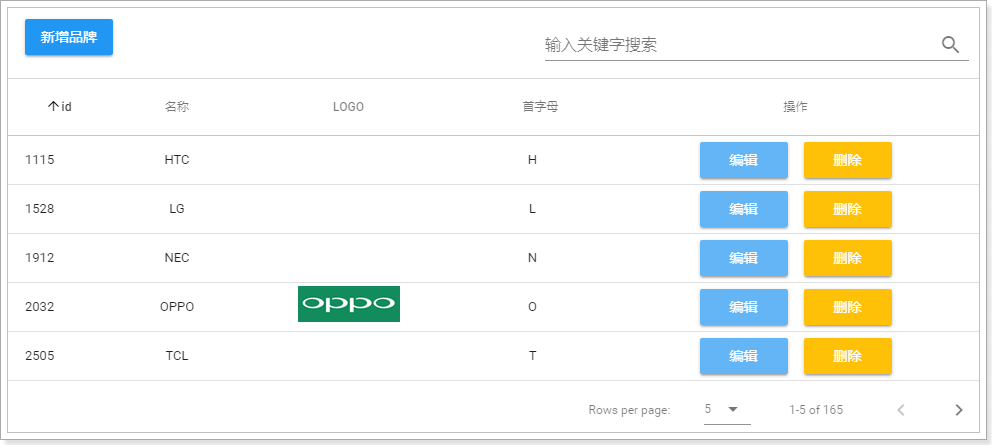 新增品牌
输入关键字搜索
id 名称 LOGO 首字母 操作
1115 HTC H 编辑 删除
1528 LG L 编辑 删除
1912 NEC N 编辑 删除
2032 OPPO oppo O 编辑 删除
2505 TCL T 编辑 删除
Rows per page: 5 1-5 of 165